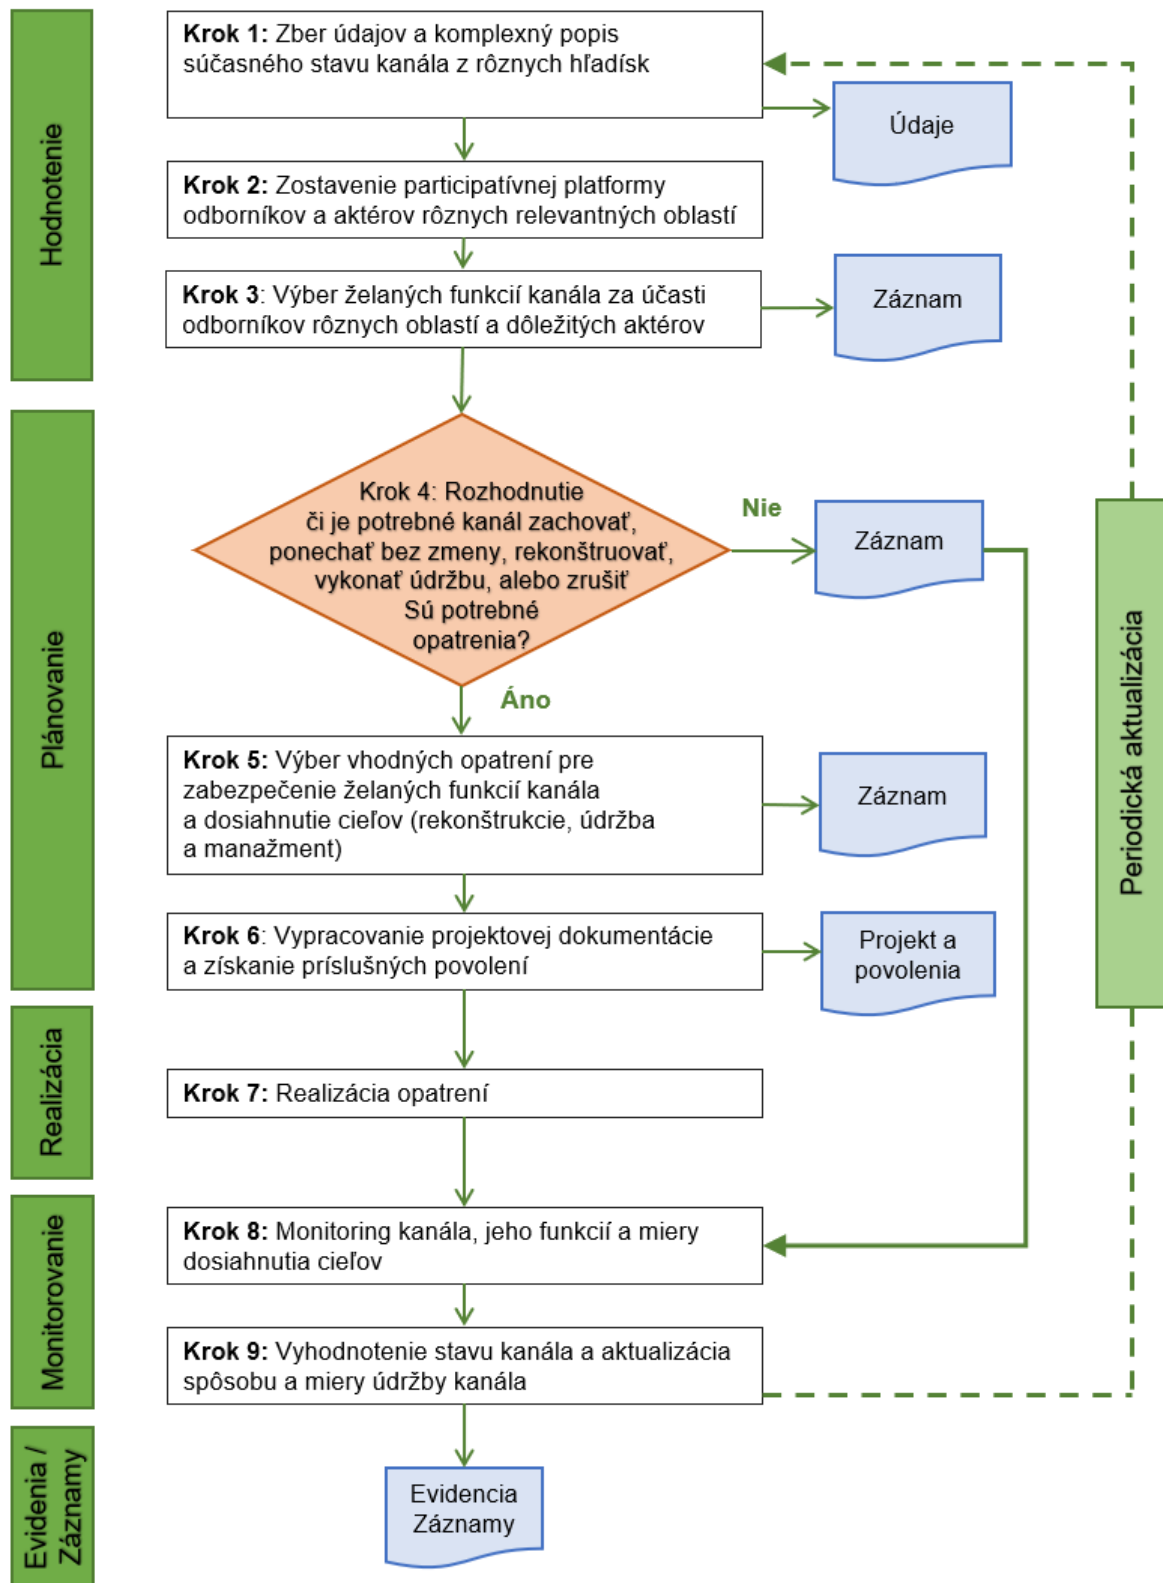 Hodnotenie
Krok 1: Zber údajov a komplexný popis
súčasného stavu kanála z rôznych hľadísk
Údaje
Krok 2: Zostavenie participatívnej platformy
odborníkov a aktérov rôznych relevantných oblastí
Krok 3: Výber želaných funkcií kanála za účasti
odborníkov rôznych oblastí a dôležitých aktérov
Záznam
Plánovanie
Krok 4: Rozhodnutie
či je potrebné kanál zachovať,
ponechať bez zmeny, rekonštruovať,
vykonať údržbu, alebo zrušiť
Sú potrebné
opatrenia?
Nie
Záznam
Áno
Krok 5: Výber vhodných opatrení pre
zabezpečenie želaných funkcií kanála
a dosiahnutie cieľov (rekonštrukcie, údržba
a manažment)
Záznam
Krok 6: Vypracovanie projektovej dokumentácie
a získanie príslušných povolení
Projekt a
povolenia
Periodická aktualizácia
Realizácia
Krok 7: Realizácia opatrení
Monitorovanie
Krok 8: Monitoring kanála, jeho funkcií a miery
dosiahnutia cieľov
Krok 9: Vyhodnotenie stavu kanála a aktualizácia
spôsobu a miery údržby kanála
Evidenia /
Záznamy
Evidencia
Záznamy